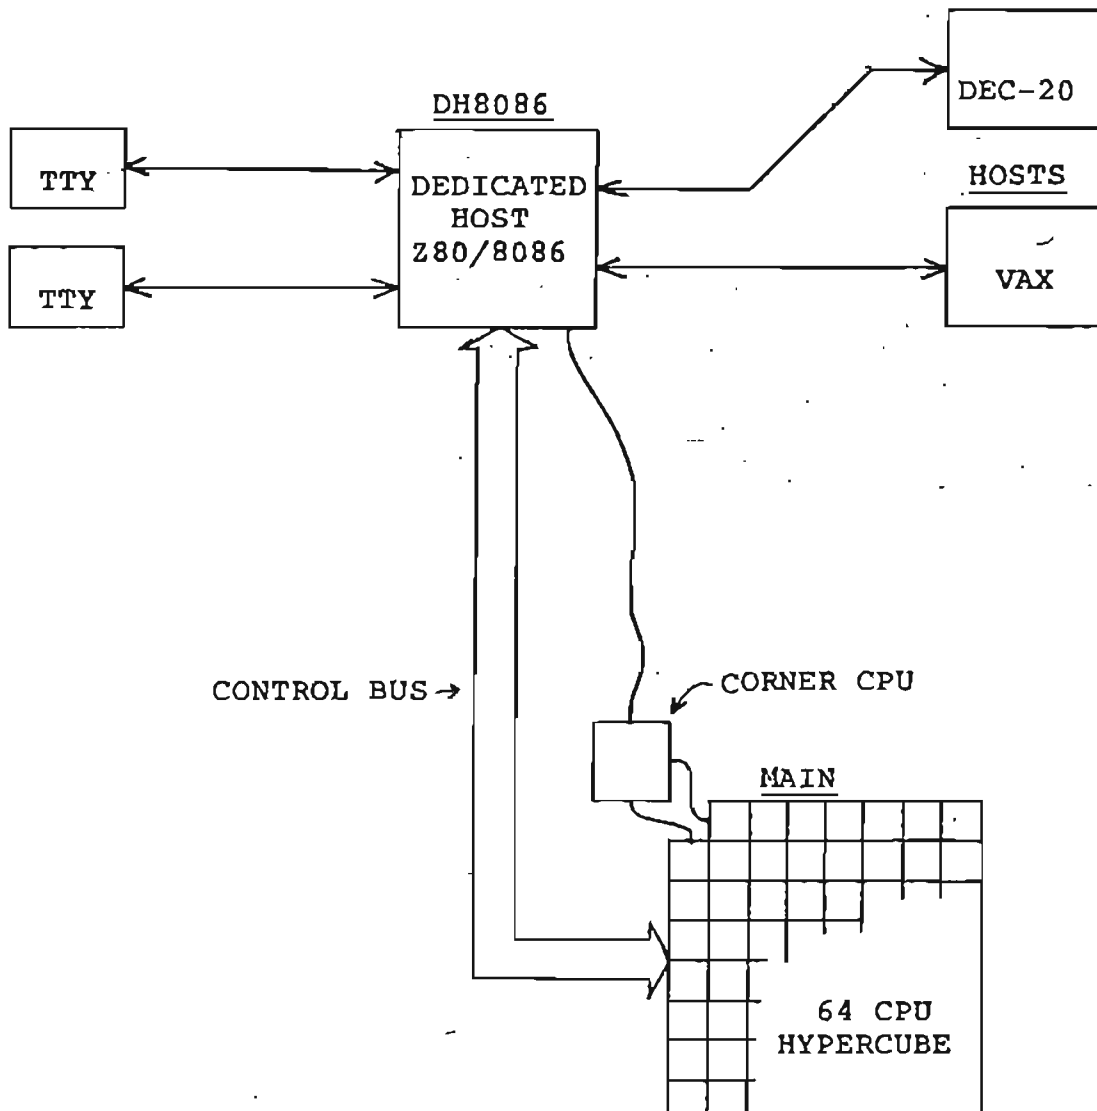 DH8086
DEC-20
TTY
DEDICATED
HOST
Z80/8086
HOSTS
TTY
VAX
CONTROL BUS
CORNER CPU
MAIN
64 CPU
HYPERCUBE